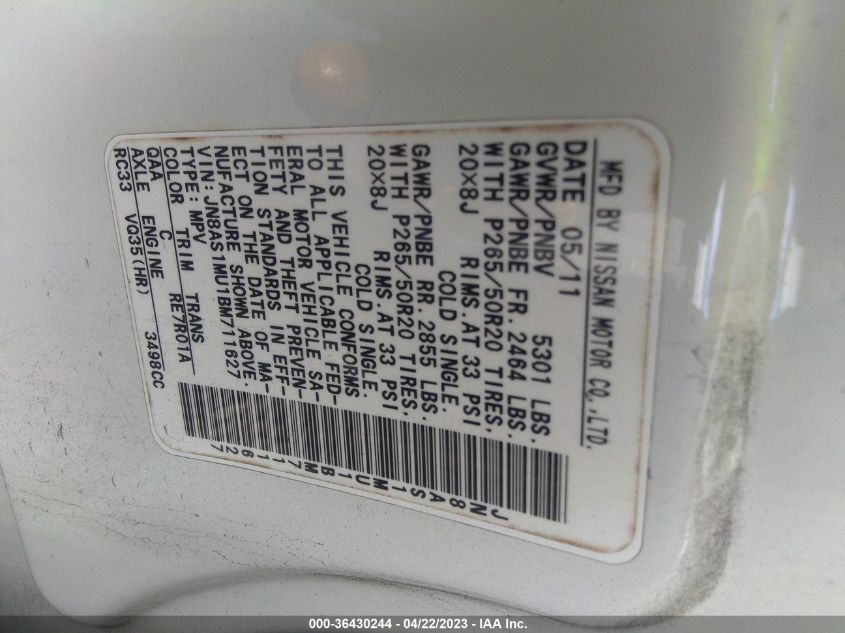 MFD BY NISSAN MOTOR CO.,LTD.
DATE 05/11
GVWR/PNBV 5301 LBS.
GAWR/PNBE FR. 2464 LBS.
WITH P265/50R20 TIRES,
20X8J RIMS. AT 33 PSI
COLD SINGLE.
GAWR/PNBE RR. 2855 LBS.
WITH P265/50R20 TIRES,
20X8J RIMS. AT 33 PSI
COLD SINGLE.
THIS VEHICLE CONFORMS
TO ALL APPLICABLE FED-
ERAL MOTOR VEHICLE SA-
FETY AND THEFT PREVEN-
TION STANDARDS IN EFF-
ECT ON THE DATE OF MA-
NUFACTURE SHOWN ABOVE.
VIN: JN8AS1MU1BM711627
TYPE: MPV
COLOR TRIM TRANS
QAA C RE7R01A
AXLE ENGINE
RC33 VQ35(HR) 3498CC
JN8AS1MU1BM711627
000-36430244 - 04/22/2023 - IAA Inc.